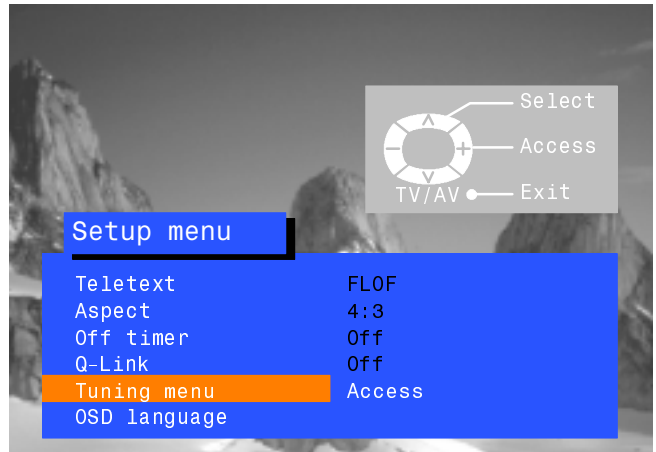 Select
Access
TV/AV Exit
Setup menu
Teletext FLOF
Aspect 4:3
Off timer Off
Q-Link Off
Tuning menu Access
OSD language